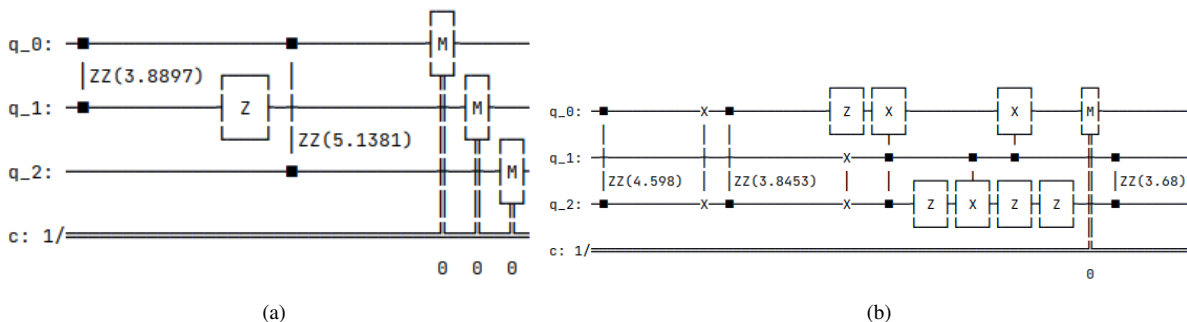 q_0: M
ZZ(3.8897)
q_1: Z M
ZZ(5.1381)
q_2: M
c: 1/
0 0 0
(a)
q_0: X Z X X M
q_1: X
ZZ(4.598) ZZ(3.8453) ZZ(3.68)
q_2: X X Z X Z Z
c: 1/
0
(b)